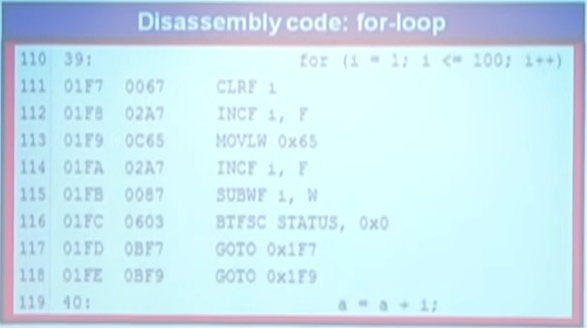 Disassembly code: for-loop
110 39: for (i = 1; i <= 100; i++)
111 01F7 0067 CLRF i
112 01F8 02A7 INCF i, F
113 01F9 0C65 MOVLW 0x65
114 01FA 02A7 INCF i, F
115 01FB 0087 SUBWF i, W
116 01FC 0603 BTFSC STATUS, 0x0
117 01FD 0BF7 GOTO 0x1F7
118 01FE 0BF9 GOTO 0x1F9
119 40: a = a + i;